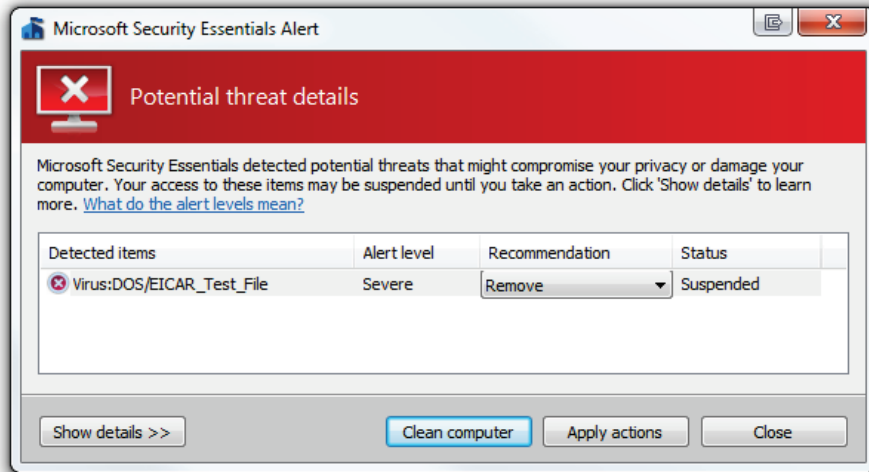 Microsoft Security Essentials Alert
Potential threat details
Microsoft Security Essentials detected potential threats that might compromise your privacy or damage your
computer. Your access to these items may be suspended until you take an action. Click 'Show details' to learn
more. What do the alert levels mean?
Detected items Alert level Recommendation Status
Virus:DOS/EICAR_Test_File Severe Remove Suspended
Show details >> Clean computer Apply actions Close